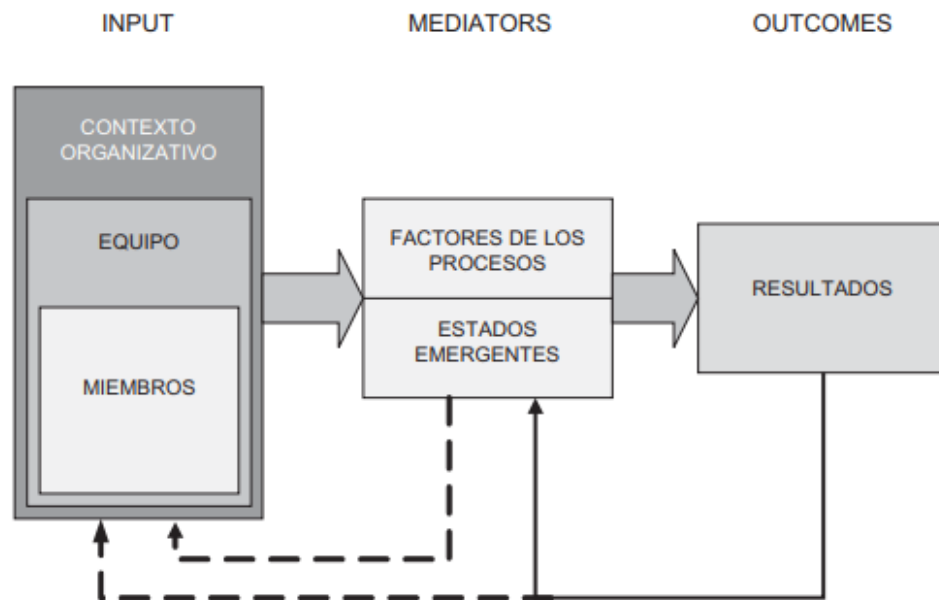 INPUT
MEDIATORS
OUTCOMES
CONTEXTO
ORGANIZATIVO
EQUIPO
MIEMBROS
FACTORES DE LOS
PROCESOS
ESTADOS
EMERGENTES
RESULTADOS